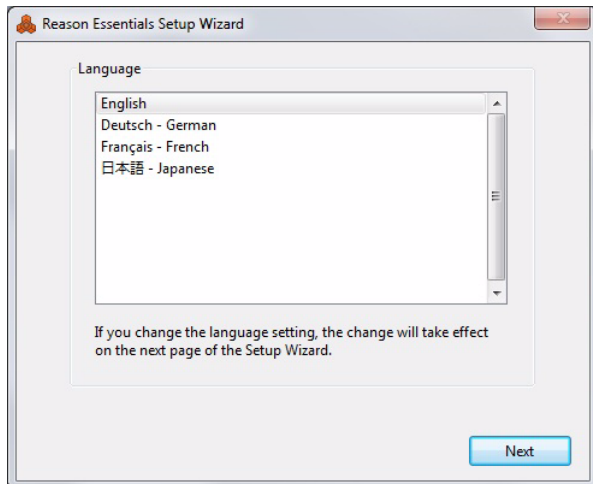 Reason Essentials Setup Wizard
Language
English
Deutsch - German
Français - French
日本語 - Japanese
If you change the language setting, the change will take effect
on the next page of the Setup Wizard.
Next